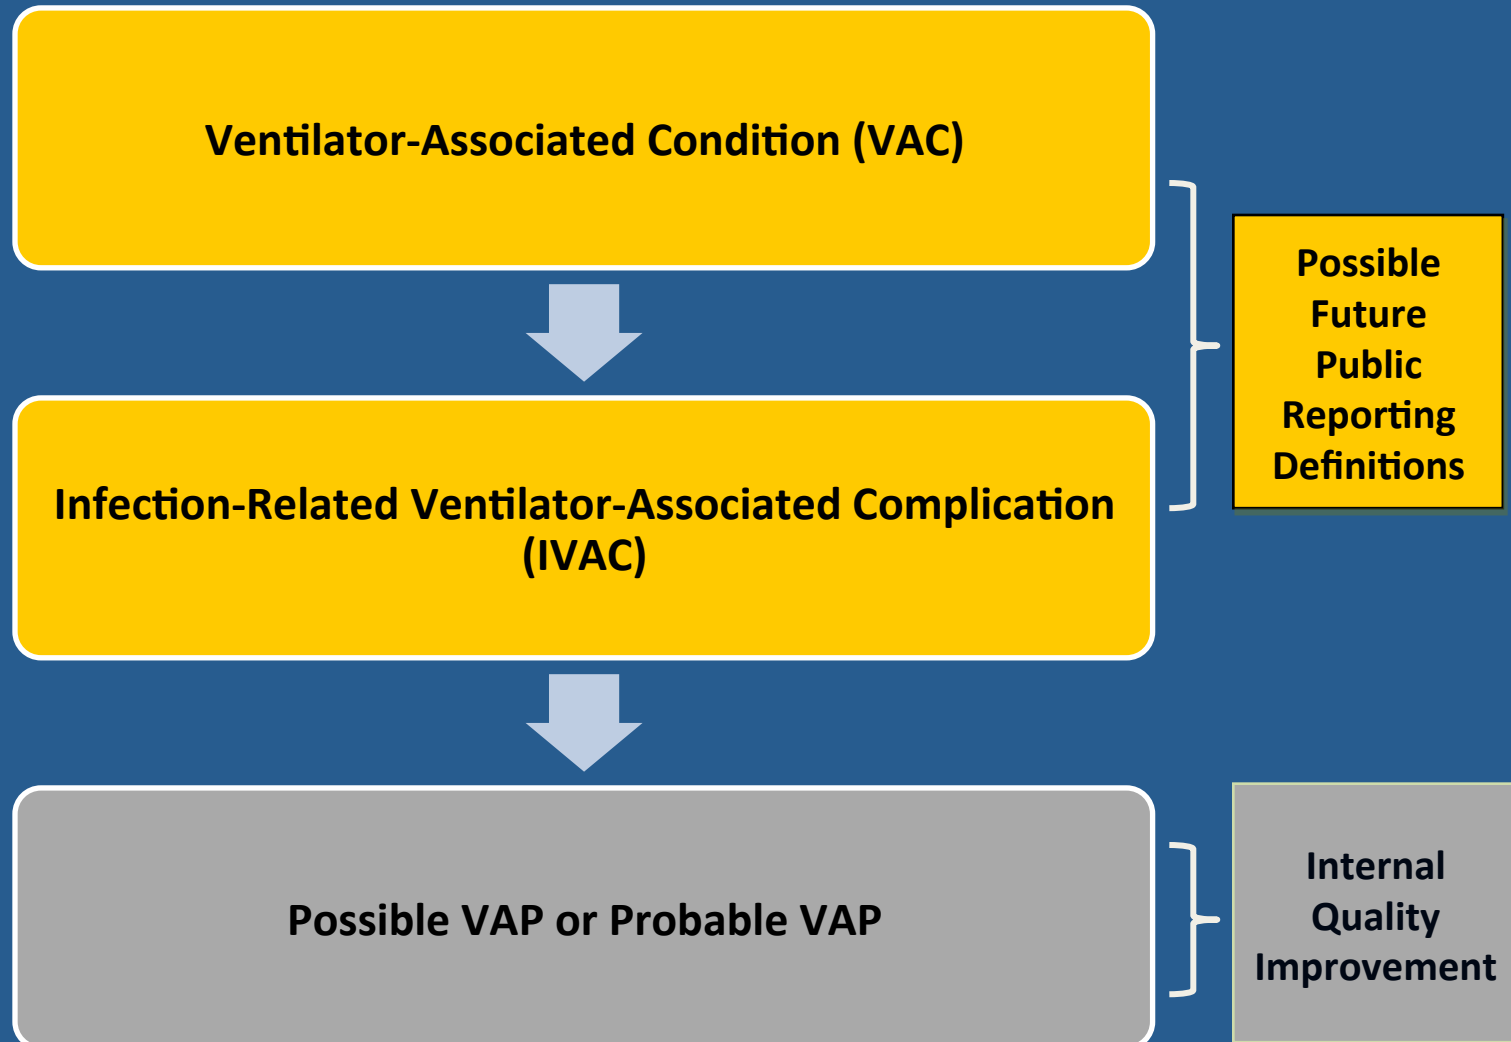 Ventilator-Associated Condition (VAC)
Possible
Future
Public
Reporting
Definitions
Infection-Related Ventilator-Associated Complication
(IVAC)
Possible VAP or Probable VAP
Internal
Quality
Improvement